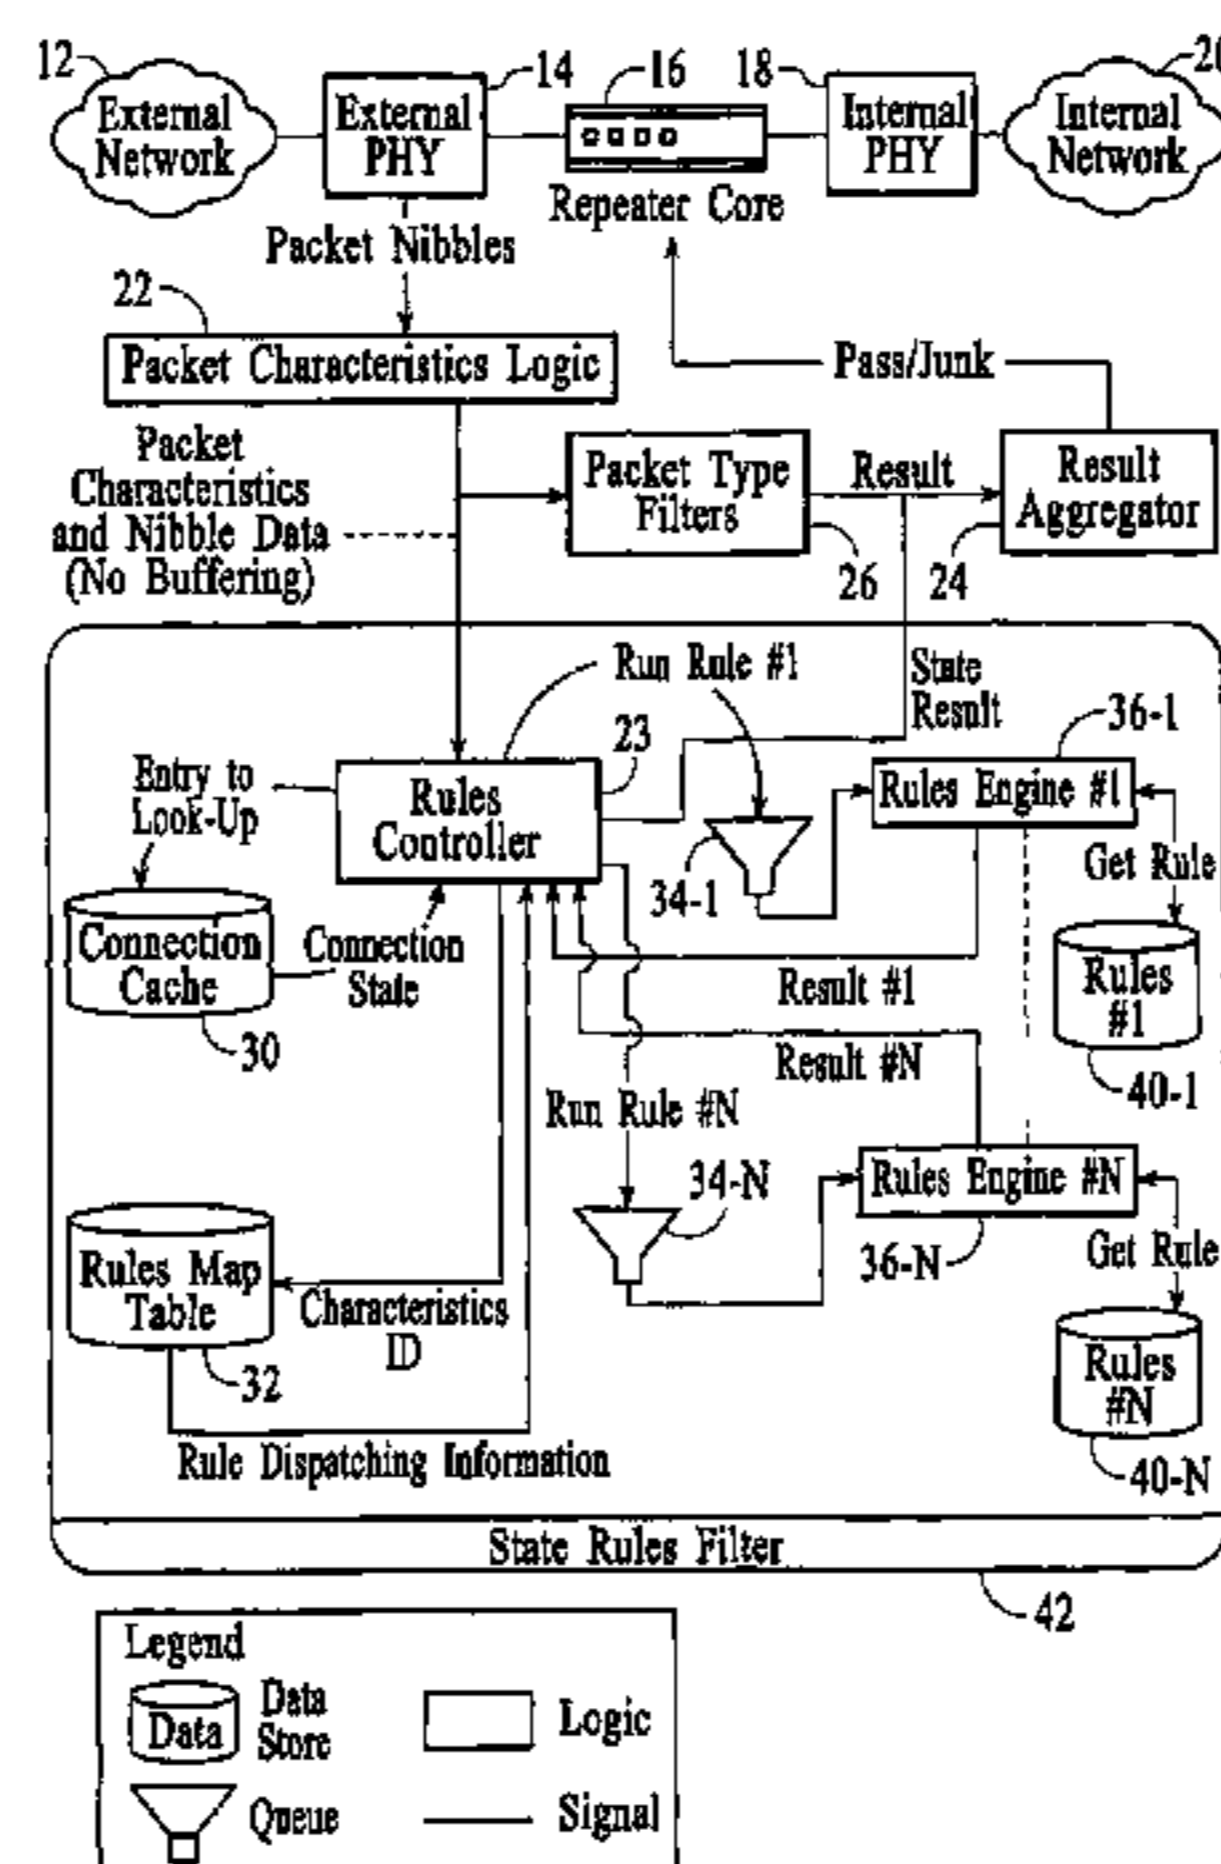 12
External
Network
External
PHY
14
16
Repeater Core
18
Internal
PHY
Internal
Network
Packet Nibbles
22
Packet Characteristics Logic
Pass/Junk
Packet
Characteristics
and Nibble Data
(No Buffering)
Packet Type
Filters
26
Result
Result
Aggregator
24
Run Rule #1
State
Result
23
36-1
Entry to
Look-Up
Rules
Controller
Rules Engine #1
34-1
Get Rule
Connection
Cache
30
Connection
State
Result #1
Rules
#1
40-1
Result #N
Run Rule #N
34-N
Rules Engine #N
36-N
Get Rule
Rules Map
Table
32
Characteristics
ID
Rules
#N
40-N
Rule Dispatching Information
State Rules Filter
42
Legend
Data
Data
Store
Logic
Queue
Signal